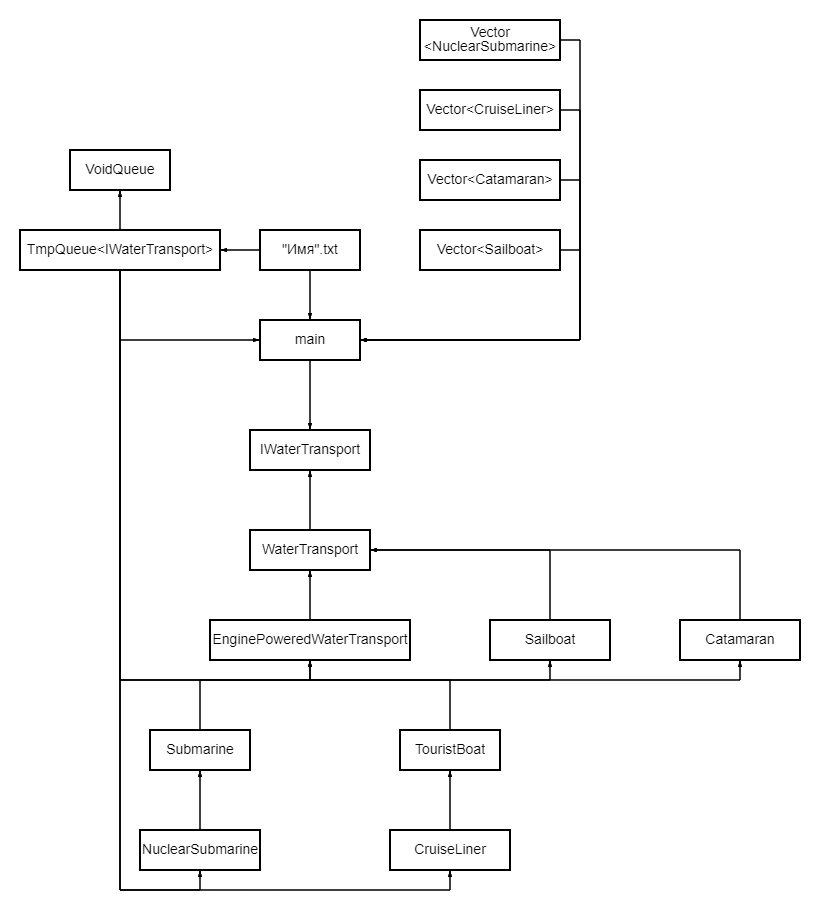 Vector
<NuclearSubmarine>
Vector<CruiseLiner>
VoidQueue
Vector<Catamaran>
TmpQueue<IWaterTransport>
"Имя".txt
Vector<Sailboat>
main
IWaterTransport
WaterTransport
EnginePoweredWaterTransport
Sailboat
Catamaran
Submarine
TouristBoat
NuclearSubmarine
CruiseLiner